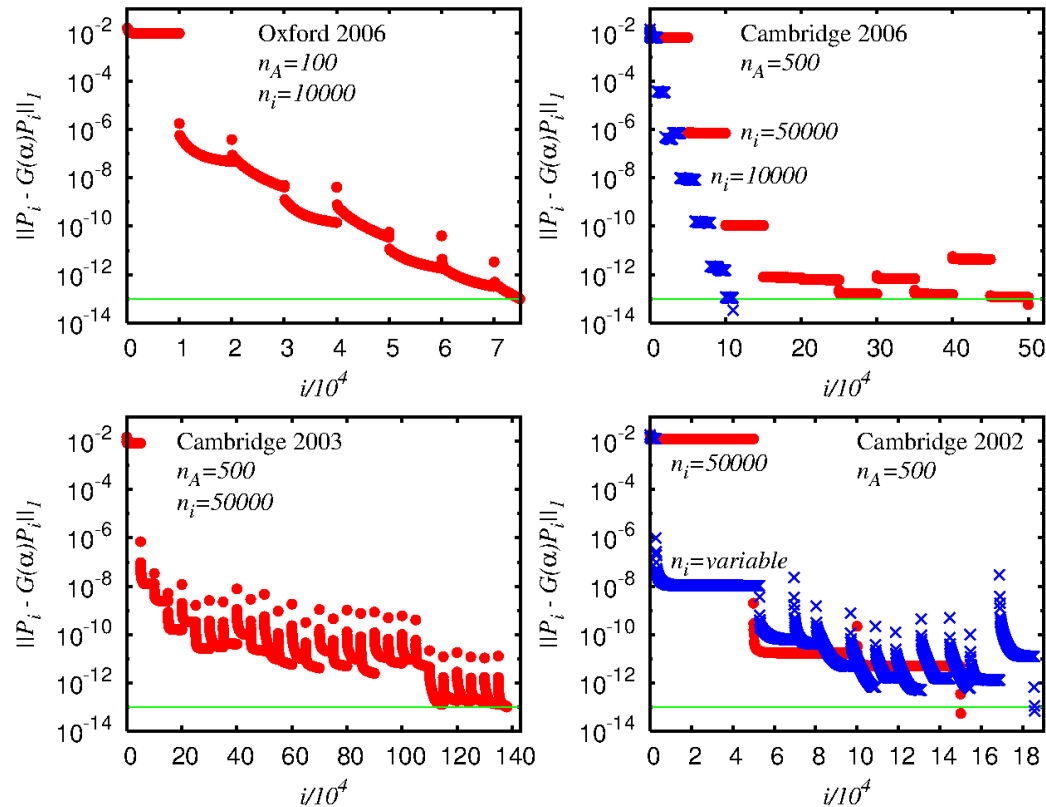 10^-2
10^-4
10^-6
10^-8
10^-10
10^-12
10^-14
||P_i - G(α)P_i||_1
Oxford 2006
n_A=100
n_i=10000
1 2 3 4 5 6 7
i/10^4
10^-2
10^-4
10^-6
10^-8
10^-10
10^-12
10^-14
||P_i - G(α)P_i||_1
Cambridge 2006
n_A=500
n_i=50000
n_i=10000
0 10 20 30 40 50
i/10^4
10^-2
10^-4
10^-6
10^-8
10^-10
10^-12
10^-14
||P_i - G(α)P_i||_1
Cambridge 2003
n_A=500
n_i=50000
0 20 40 60 80 100 120 140
i/10^4
10^-2
10^-4
10^-6
10^-8
10^-10
10^-12
10^-14
||P_i - G(α)P_i||_1
Cambridge 2002
n_i=50000
n_A=500
n_i=variable
0 2 4 6 8 10 12 14 16 18
i/10^4